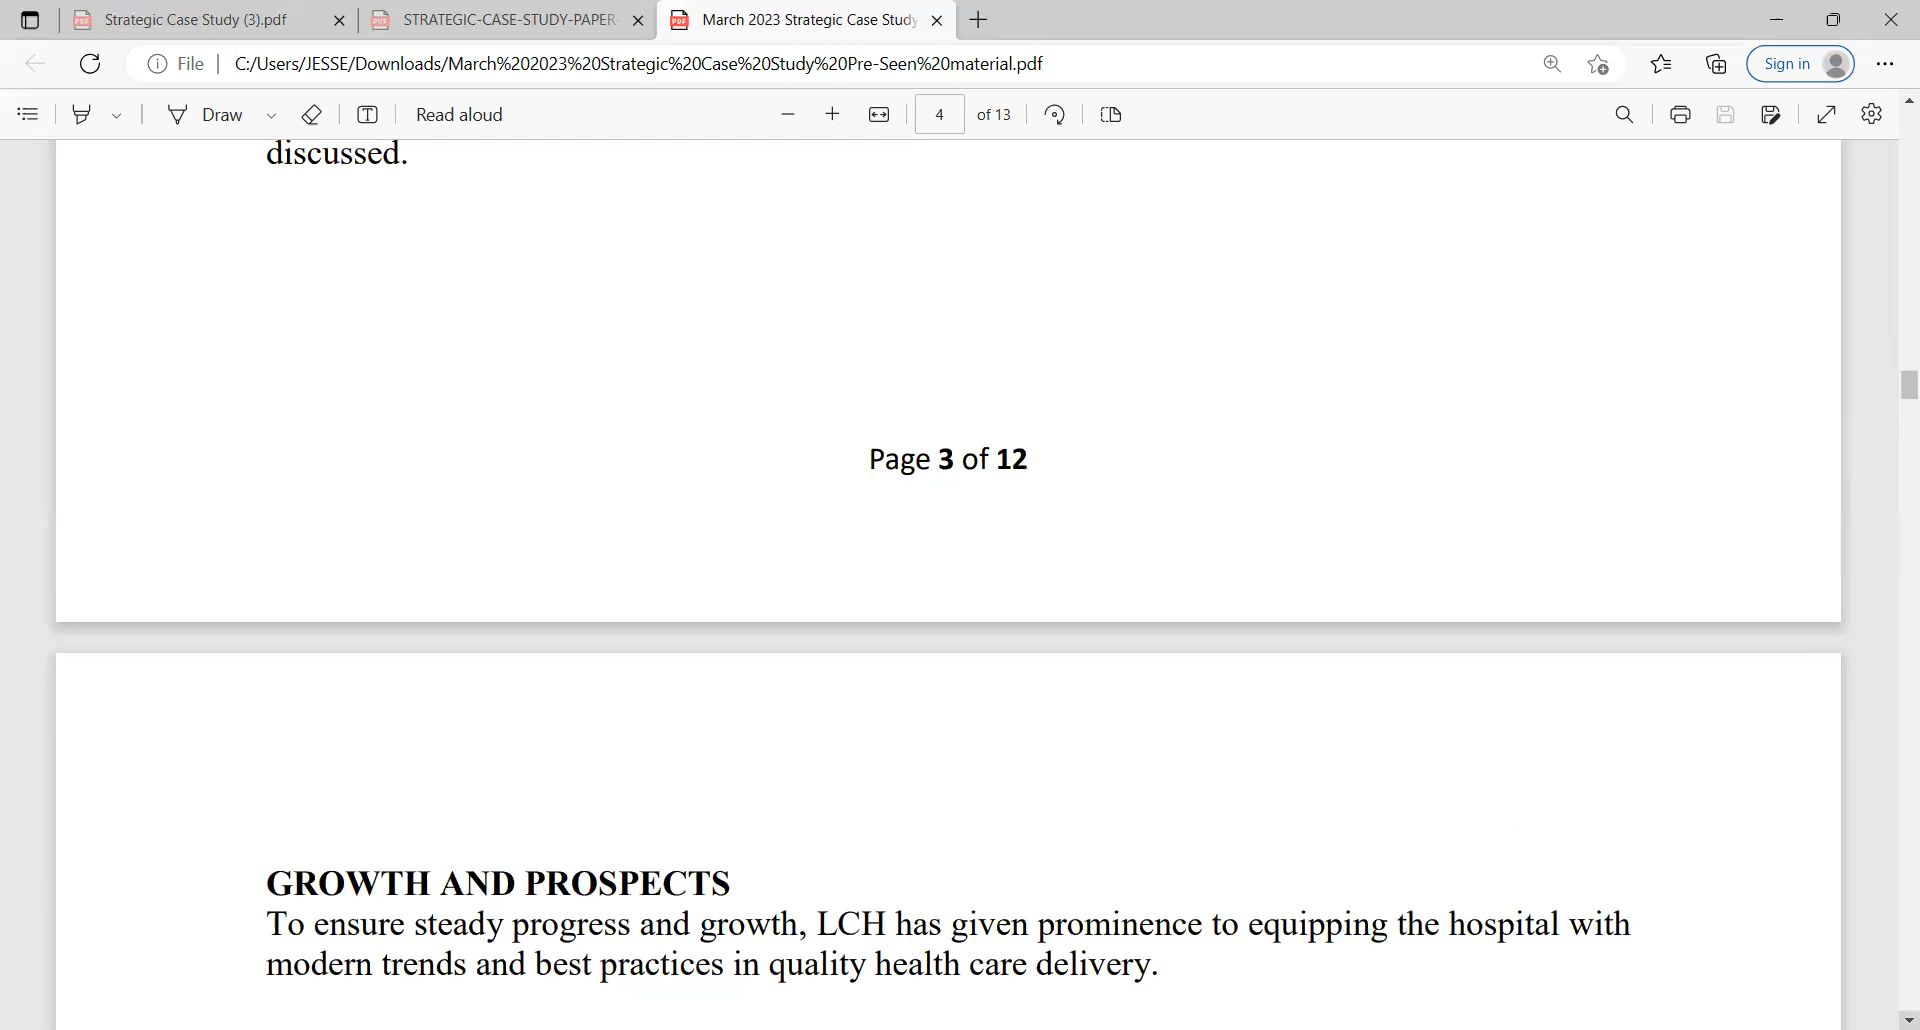 Strategic Case Study (3).pdf
STRATEGIC-CASE-STUDY-PAPER-
March 2023 Strategic Case Study
File
C:/Users/JESSE/Downloads/March%202023%20Strategic%20Case%20Study%20Pre-Seen%20material.pdf
Sign in
Draw
Read aloud
4 of 13
discussed.
Page 3 of 12
GROWTH AND PROSPECTS
To ensure steady progress and growth, LCH has given prominence to equipping the hospital with
modern trends and best practices in quality health care delivery.